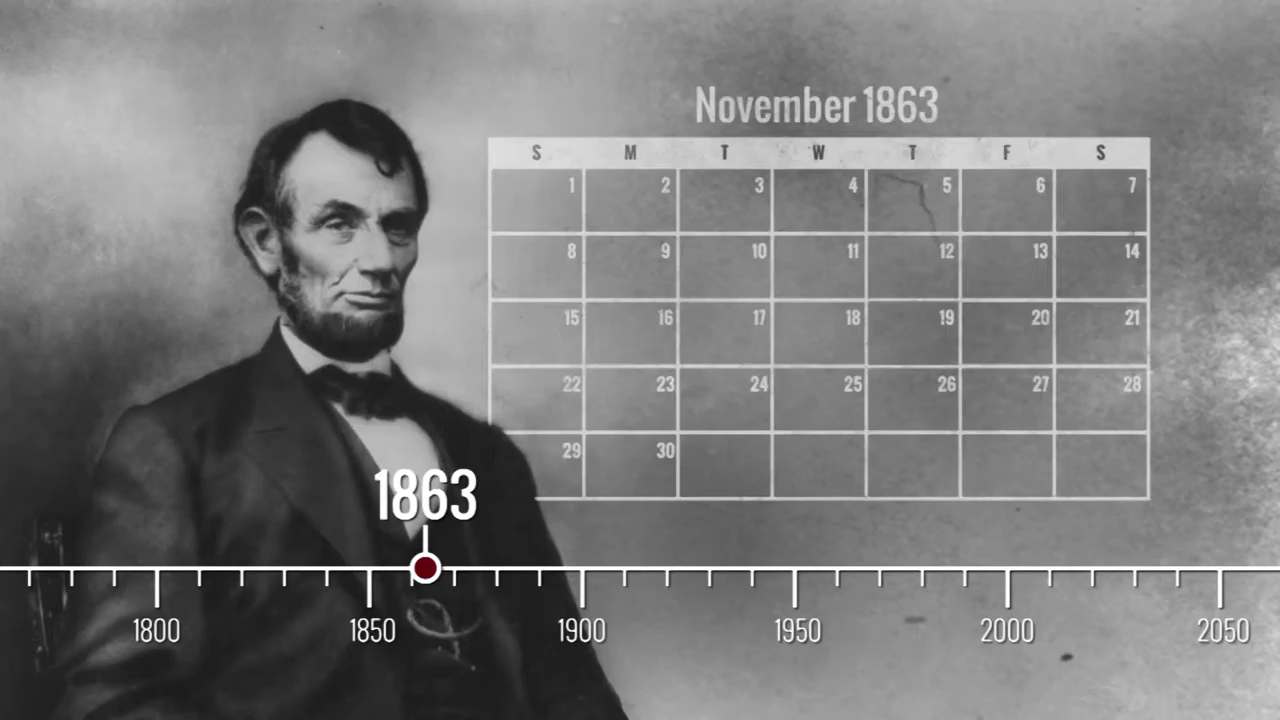 November 1863
S M T W T F S
1 2 3 4 5 6 7
8 9 10 11 12 13 14
15 16 17 18 19 20 21
22 23 24 25 26 27 28
29 30
1863
1800 1850 1900 1950 2000 2050